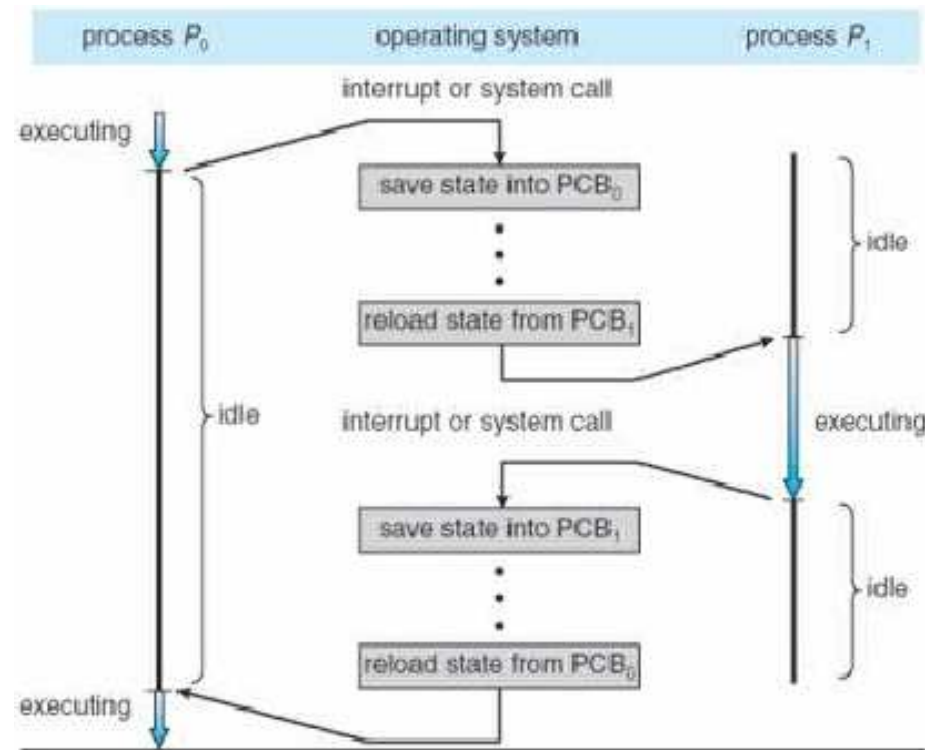 process P₀ operating system process P₁
interrupt or system call
executing
save state into PCB₀
idle
reload state from PCB₁
idle
interrupt or system call
executing
save state into PCB₁
idle
reload state from PCB₀
executing